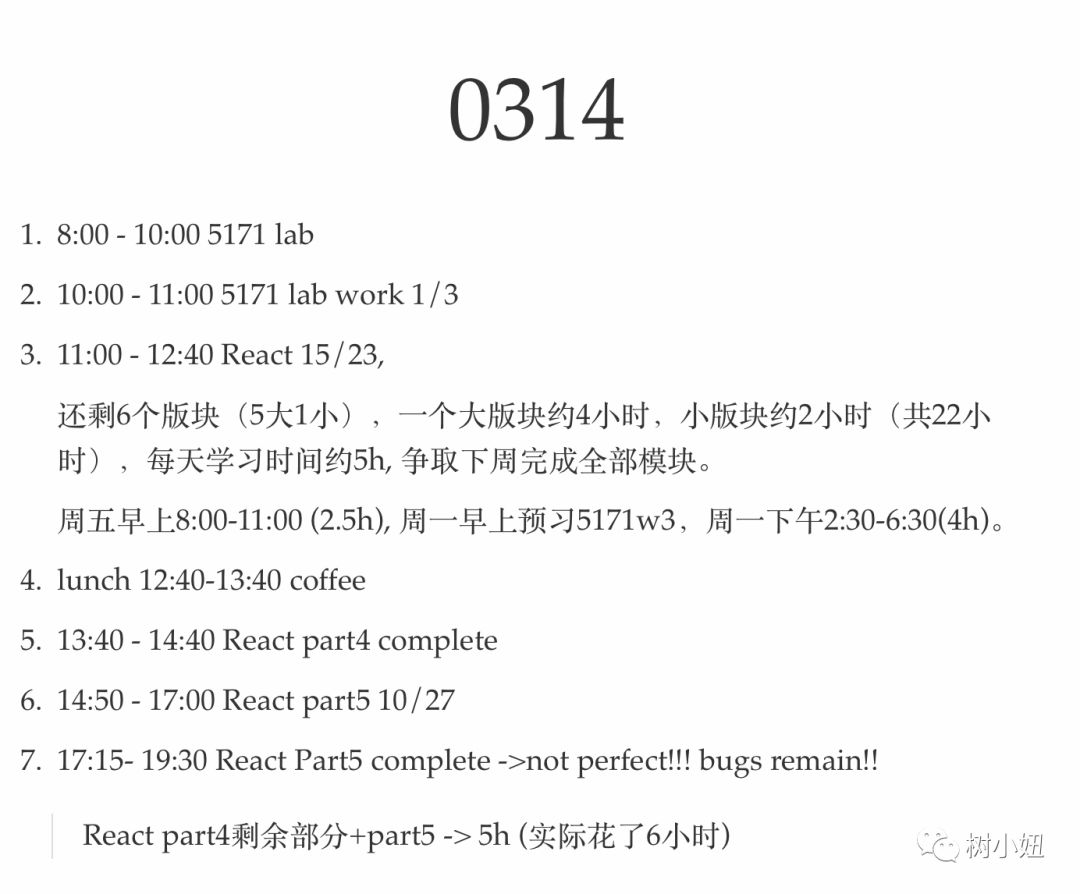 0314
1. 8:00 - 10:00 5171 lab
2. 10:00 - 11:00 5171 lab work 1/3
3. 11:00 - 12:40 React 15/23,
还剩6个版块（5大1小），一个大版块约4小时，小版块约2小时（共22小
时），每天学习时间约5h, 争取下周完成全部模块。
周五早上8:00-11:00 (2.5h), 周一早上预习5171w3，周一下午2:30-6:30(4h)。
4. lunch 12:40-13:40 coffee
5. 13:40 - 14:40 React part4 complete
6. 14:50 - 17:00 React part5 10/27
7. 17:15- 19:30 React Part5 complete ->not perfect!!! bugs remain!!
React part4剩余部分+part5 -> 5h (实际花了6小时)
树小妞